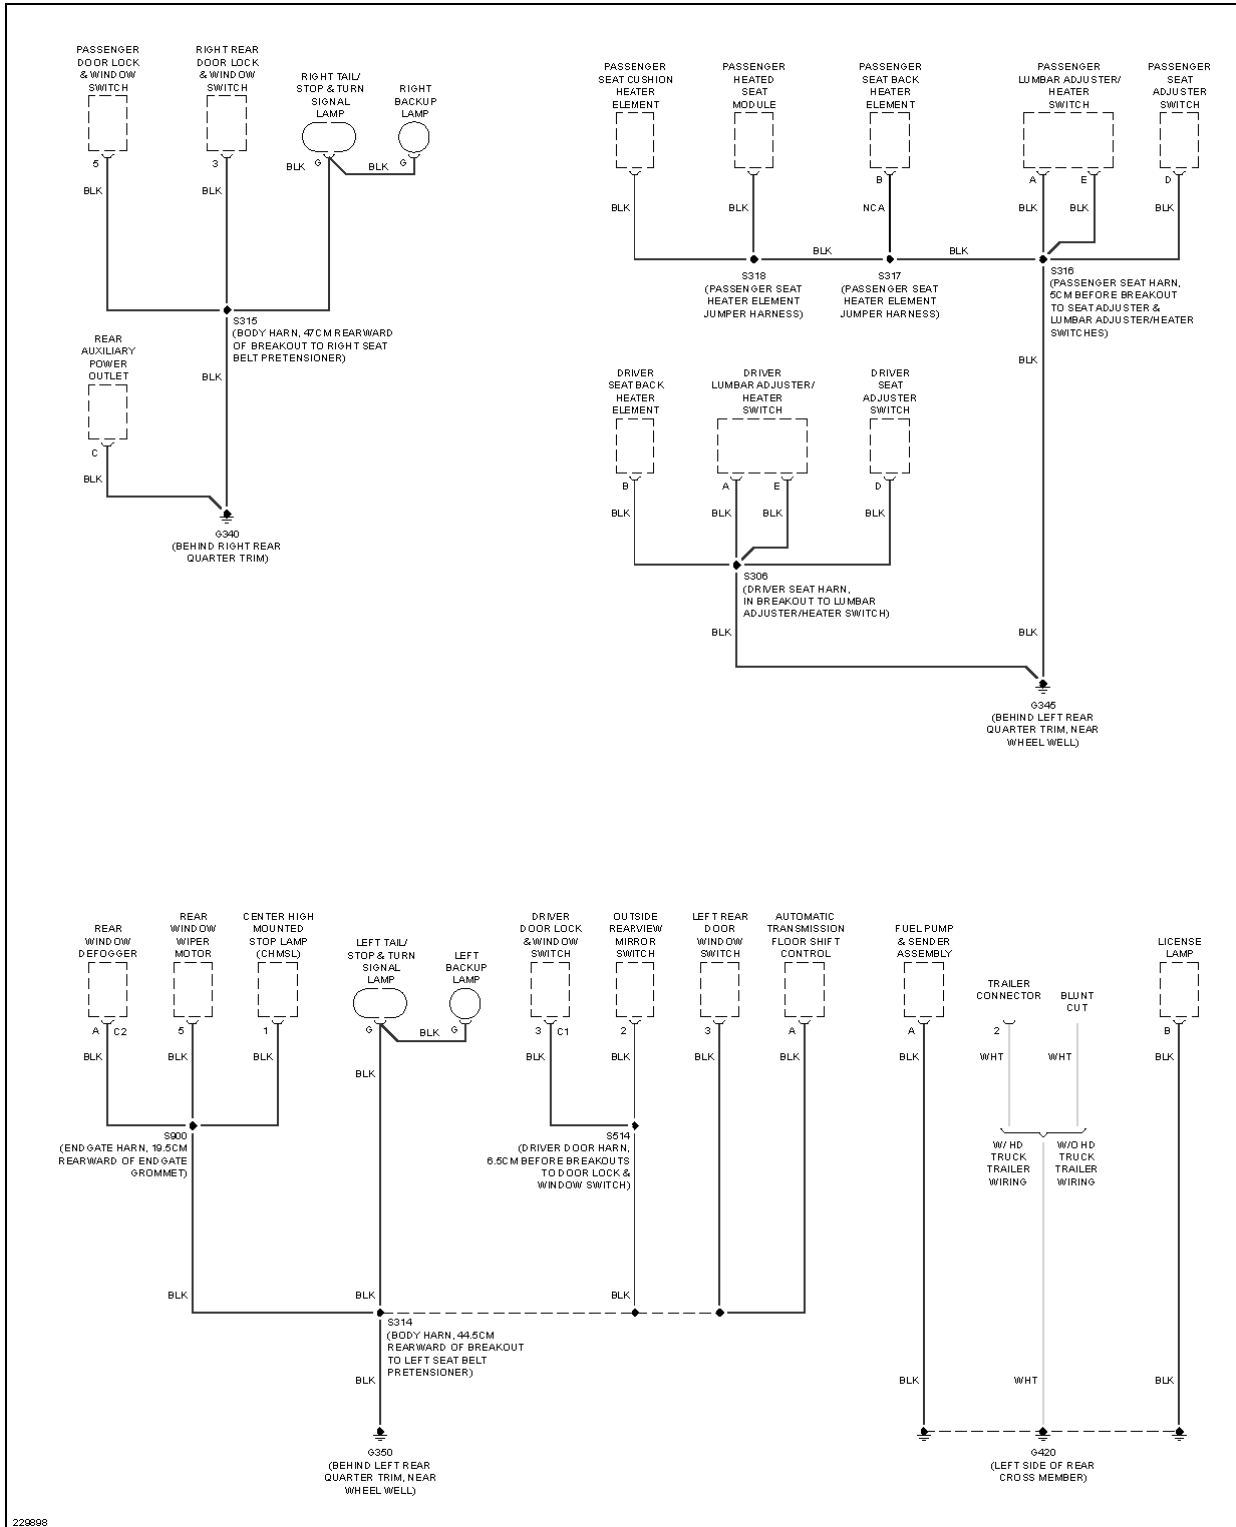 PASSENGER
DOOR LOCK
& WINDOW
SWITCH
RIGHT REAR
DOOR LOCK
& WINDOW
SWITCH
RIGHT TAIL/
STOP & TURN
SIGNAL
LAMP
RIGHT
BACKUP
LAMP
5
3
BLK
G
BLK
G
BLK
BLK
S315
(BODY HARN, 47CM REARWARD
OF BREAKOUT TO RIGHT SEAT
BELT PRETENSIONER)
REAR
AUXILIARY
POWER
OUTLET
BLK
C
BLK
G340
(BEHIND RIGHT REAR
QUARTER TRIM)
PASSENGER
SEAT CUSHION
HEATER
ELEMENT
PASSENGER
HEATED
SEAT
MODULE
PASSENGER
SEAT BACK
HEATER
ELEMENT
PASSENGER
LUMBAR ADJUSTER/
HEATER
SWITCH
PASSENGER
SEAT
ADJUSTER
SWITCH
B
A
E
D
BLK
BLK
NCA
BLK
BLK
BLK
BLK
BLK
S318
(PASSENGER SEAT
HEATER ELEMENT
JUMPER HARNESS)
S317
(PASSENGER SEAT
HEATER ELEMENT
JUMPER HARNESS)
S316
(PASSENGER SEAT HARN,
5CM BEFORE BREAKOUT
TO SEAT ADJUSTER &
LUMBAR ADJUSTER/HEATER
SWITCHES)
BLK
DRIVER
SEAT BACK
HEATER
ELEMENT
DRIVER
LUMBAR ADJUSTER/
HEATER
SWITCH
DRIVER
SEAT
ADJUSTER
SWITCH
B
A
E
D
BLK
BLK
BLK
BLK
S306
(DRIVER SEAT HARN,
IN BREAKOUT TO LUMBAR
ADJUSTER/HEATER SWITCH)
BLK
BLK
G345
(BEHIND LEFT REAR
QUARTER TRIM, NEAR
WHEEL WELL)
REAR
WINDOW
DEFOGGER
REAR
WINDOW
WIPER
MOTOR
CENTER HIGH
MOUNTED
STOP LAMP
(CHMSL)
LEFT TAIL/
STOP & TURN
SIGNAL
LAMP
LEFT
BACKUP
LAMP
DRIVER
DOOR LOCK
& WINDOW
SWITCH
OUTSIDE
REARVIEW
MIRROR
SWITCH
LEFT REAR
DOOR
WINDOW
SWITCH
AUTOMATIC
TRANSMISSION
FLOOR SHIFT
CONTROL
FUEL PUMP
& SENDER
ASSEMBLY
TRAILER
CONNECTOR
BLUNT
CUT
LICENSE
LAMP
A C2
5
1
G
BLK
G
3 C1
2
3
A
A
2
B
BLK
BLK
BLK
BLK
BLK
BLK
BLK
BLK
BLK
WHT
WHT
BLK
S900
(ENDGATE HARN, 19.5CM
REARWARD OF ENDGATE
GROMMET)
S514
(DRIVER DOOR HARN,
6.5CM BEFORE BREAKOUTS
TO DOOR LOCK &
WINDOW SWITCH)
W/ HD
TRUCK
TRAILER
WIRING
W/O HD
TRUCK
TRAILER
WIRING
BLK
BLK
BLK
S314
(BODY HARN, 44.5CM
REARWARD OF BREAKOUT
TO LEFT SEAT BELT
PRETENSIONER)
BLK
BLK
WHT
BLK
G350
(BEHIND LEFT REAR
QUARTER TRIM, NEAR
WHEEL WELL)
G420
(LEFT SIDE OF REAR
CROSS MEMBER)
229898